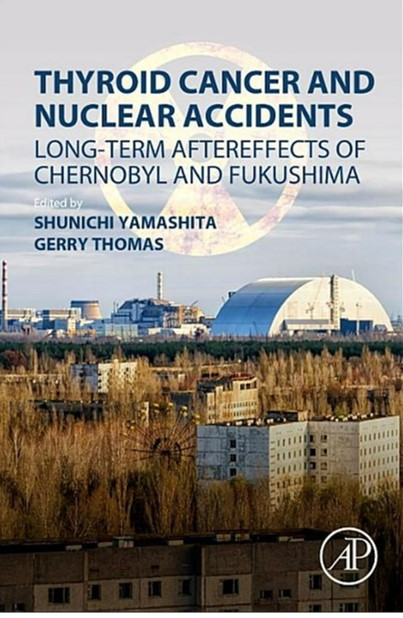 THYROID CANCER AND
NUCLEAR ACCIDENTS
LONG-TERM AFTEREFFECTS OF
CHERNOBYL AND FUKUSHIMA
Edited by
SHUNICHI YAMASHITA
GERRY THOMAS
AP